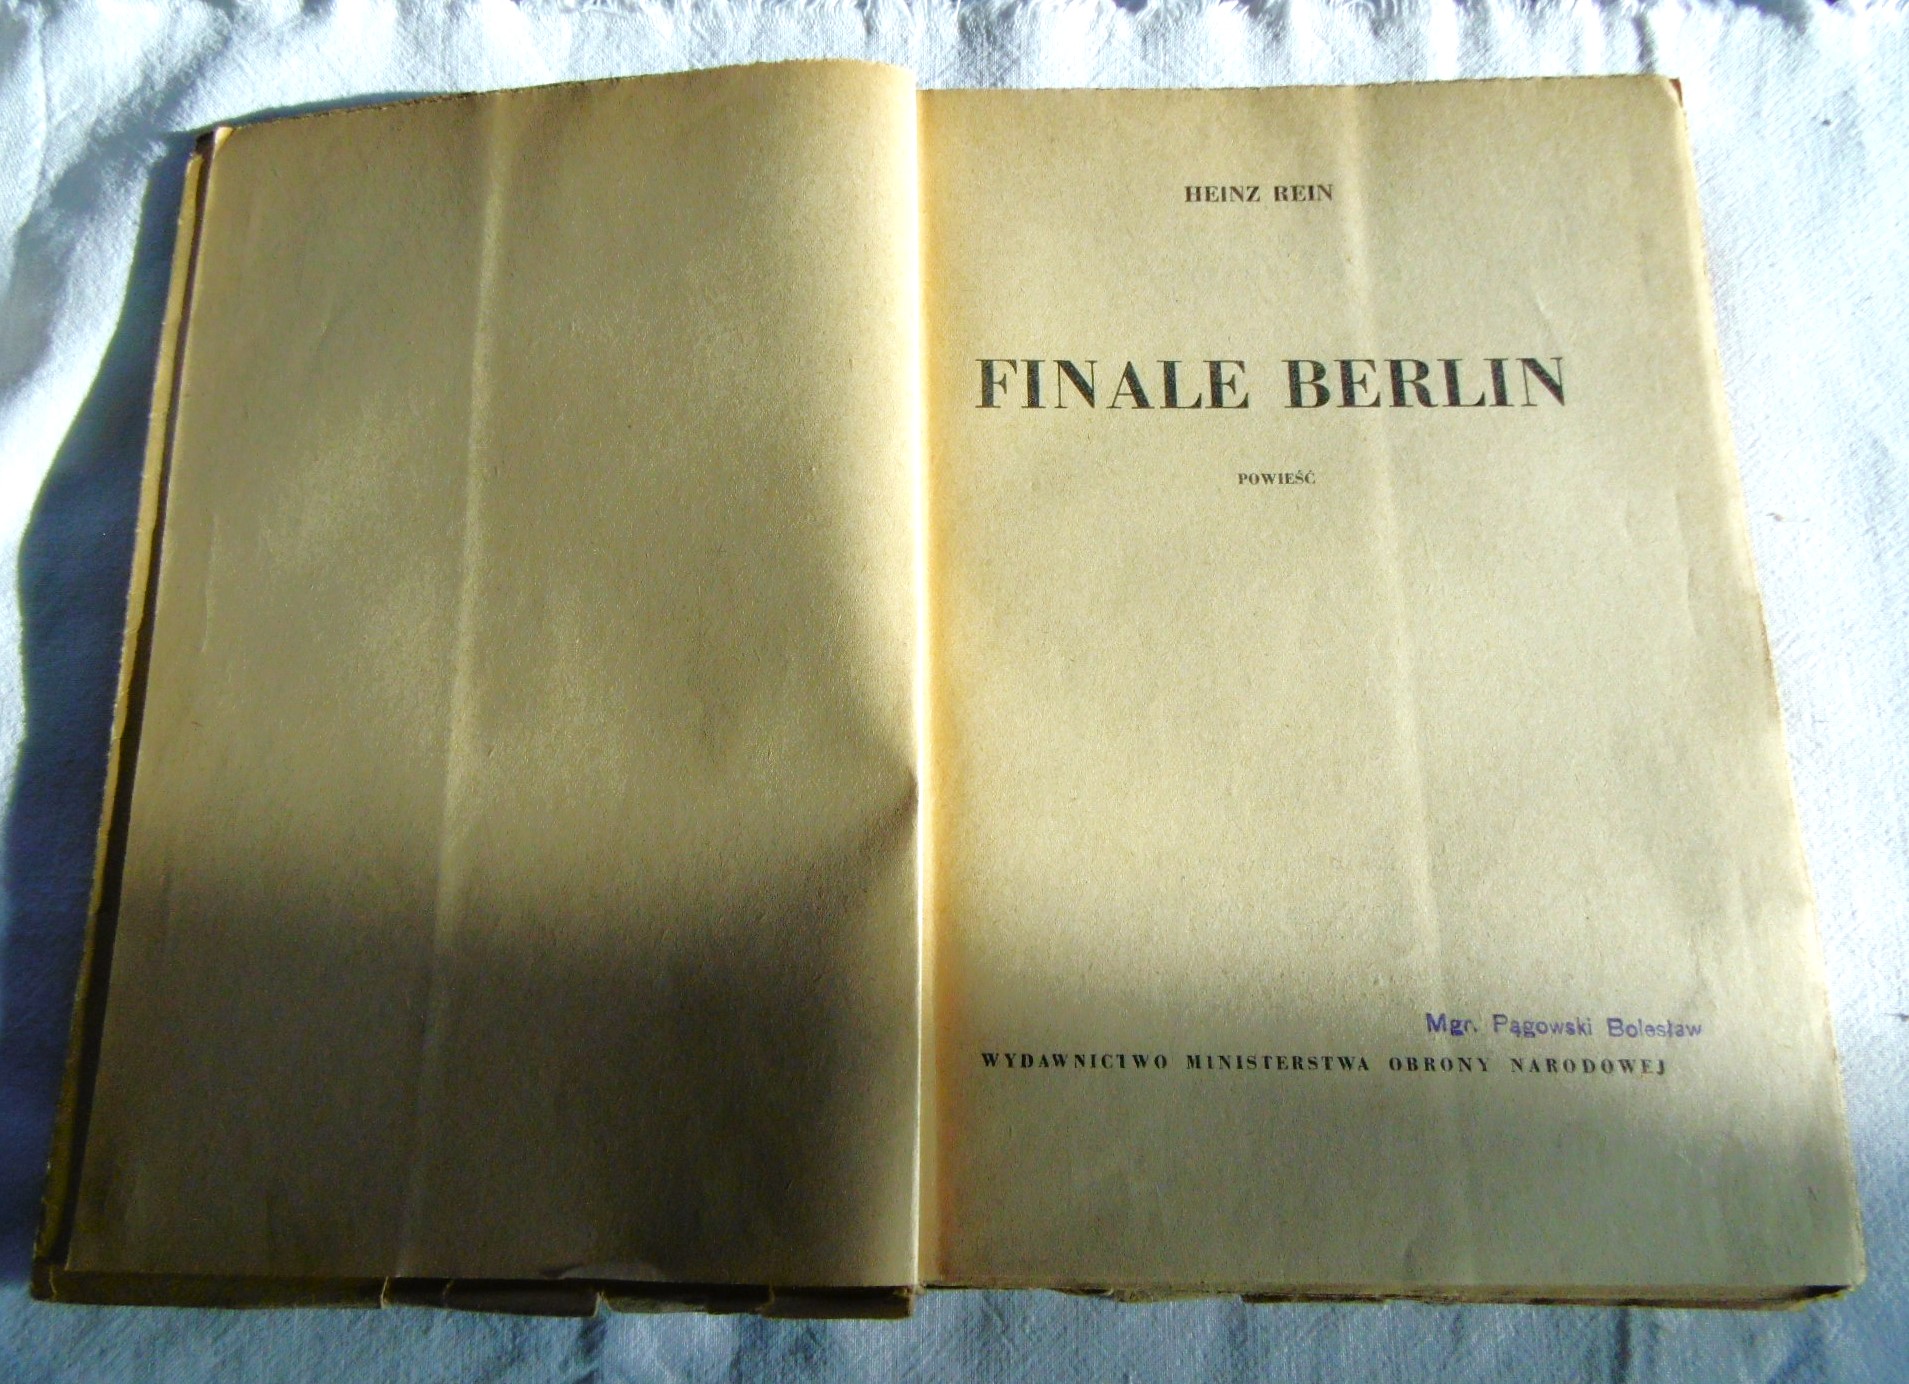 HEINZ REIN
FINALE BERLIN
POWIEŚĆ
Mgr. Pągowski Bolesław
WYDAWNICTWO MINISTERSTWA OBRONY NARODOWEJ